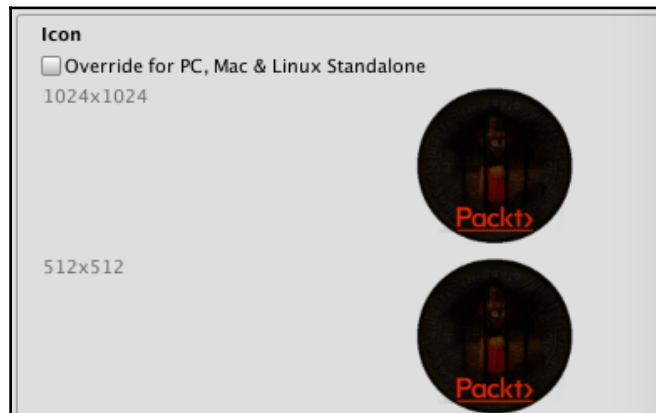 Icon
Override for PC, Mac & Linux Standalone
1024x1024
Packt>
512x512
Packt>